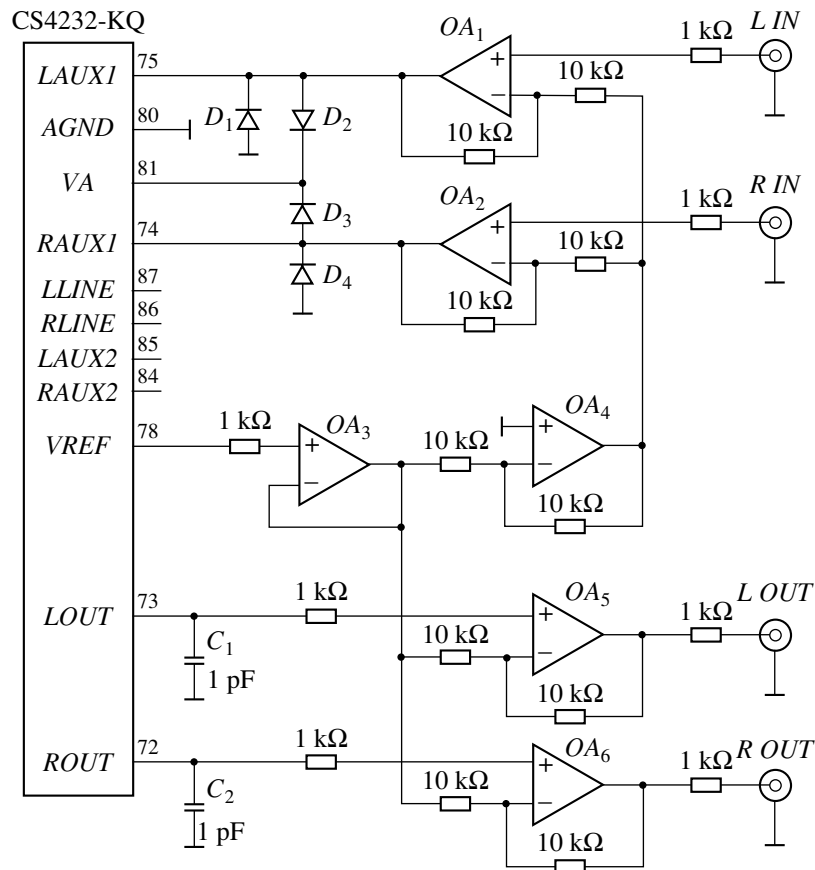 CS4232-KQ
LAUX1 75
OA1
1 kΩ
L IN
10 kΩ
AGND 80
D1
D2
10 kΩ
VA 81
OA2
1 kΩ
R IN
RAUX1 74
D3
10 kΩ
LLINE 87
D4
10 kΩ
RLINE 86
LAUX2 85
RAUX2 84
VREF 78
1 kΩ
OA3
10 kΩ
OA4
10 kΩ
LOUT 73
1 kΩ
OA5
1 kΩ
L OUT
C1
1 pF
10 kΩ
10 kΩ
ROUT 72
1 kΩ
OA6
1 kΩ
R OUT
C2
1 pF
10 kΩ
10 kΩ